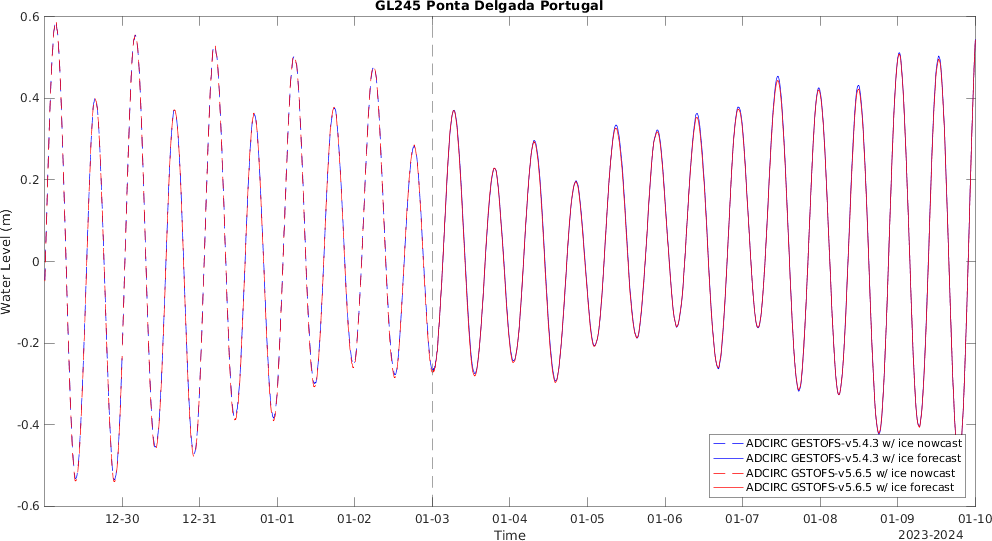 GL245 Ponta Delgada Portugal
0.6
0.4
0.2
0
-0.2
-0.4
-0.6
Water Level (m)
12-30 12-31 01-01 01-02 01-03 01-04 01-05 01-06 01-07 01-08 01-09 01-10
Time
2023-2024
ADCIRC GESTOFS-v5.4.3 w/ ice nowcast
ADCIRC GESTOFS-v5.4.3 w/ ice forecast
ADCIRC GSTOFS-v5.6.5 w/ ice nowcast
ADCIRC GSTOFS-v5.6.5 w/ ice forecast